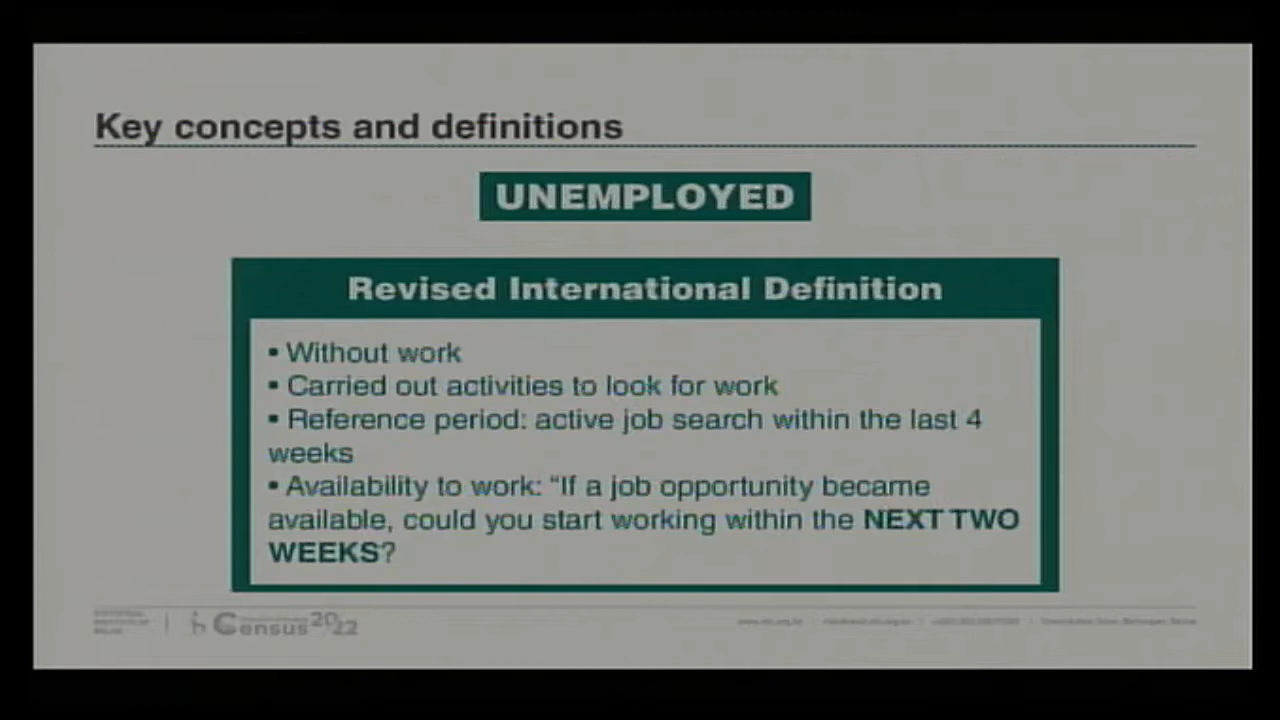 Key concepts and definitions
UNEMPLOYED
Revised International Definition
▪ Without work
▪ Carried out activities to look for work
▪ Reference period: active job search within the last 4
weeks
▪ Availability to work: “If a job opportunity became
available, could you start working within the NEXT TWO
WEEKS?
Census 2022